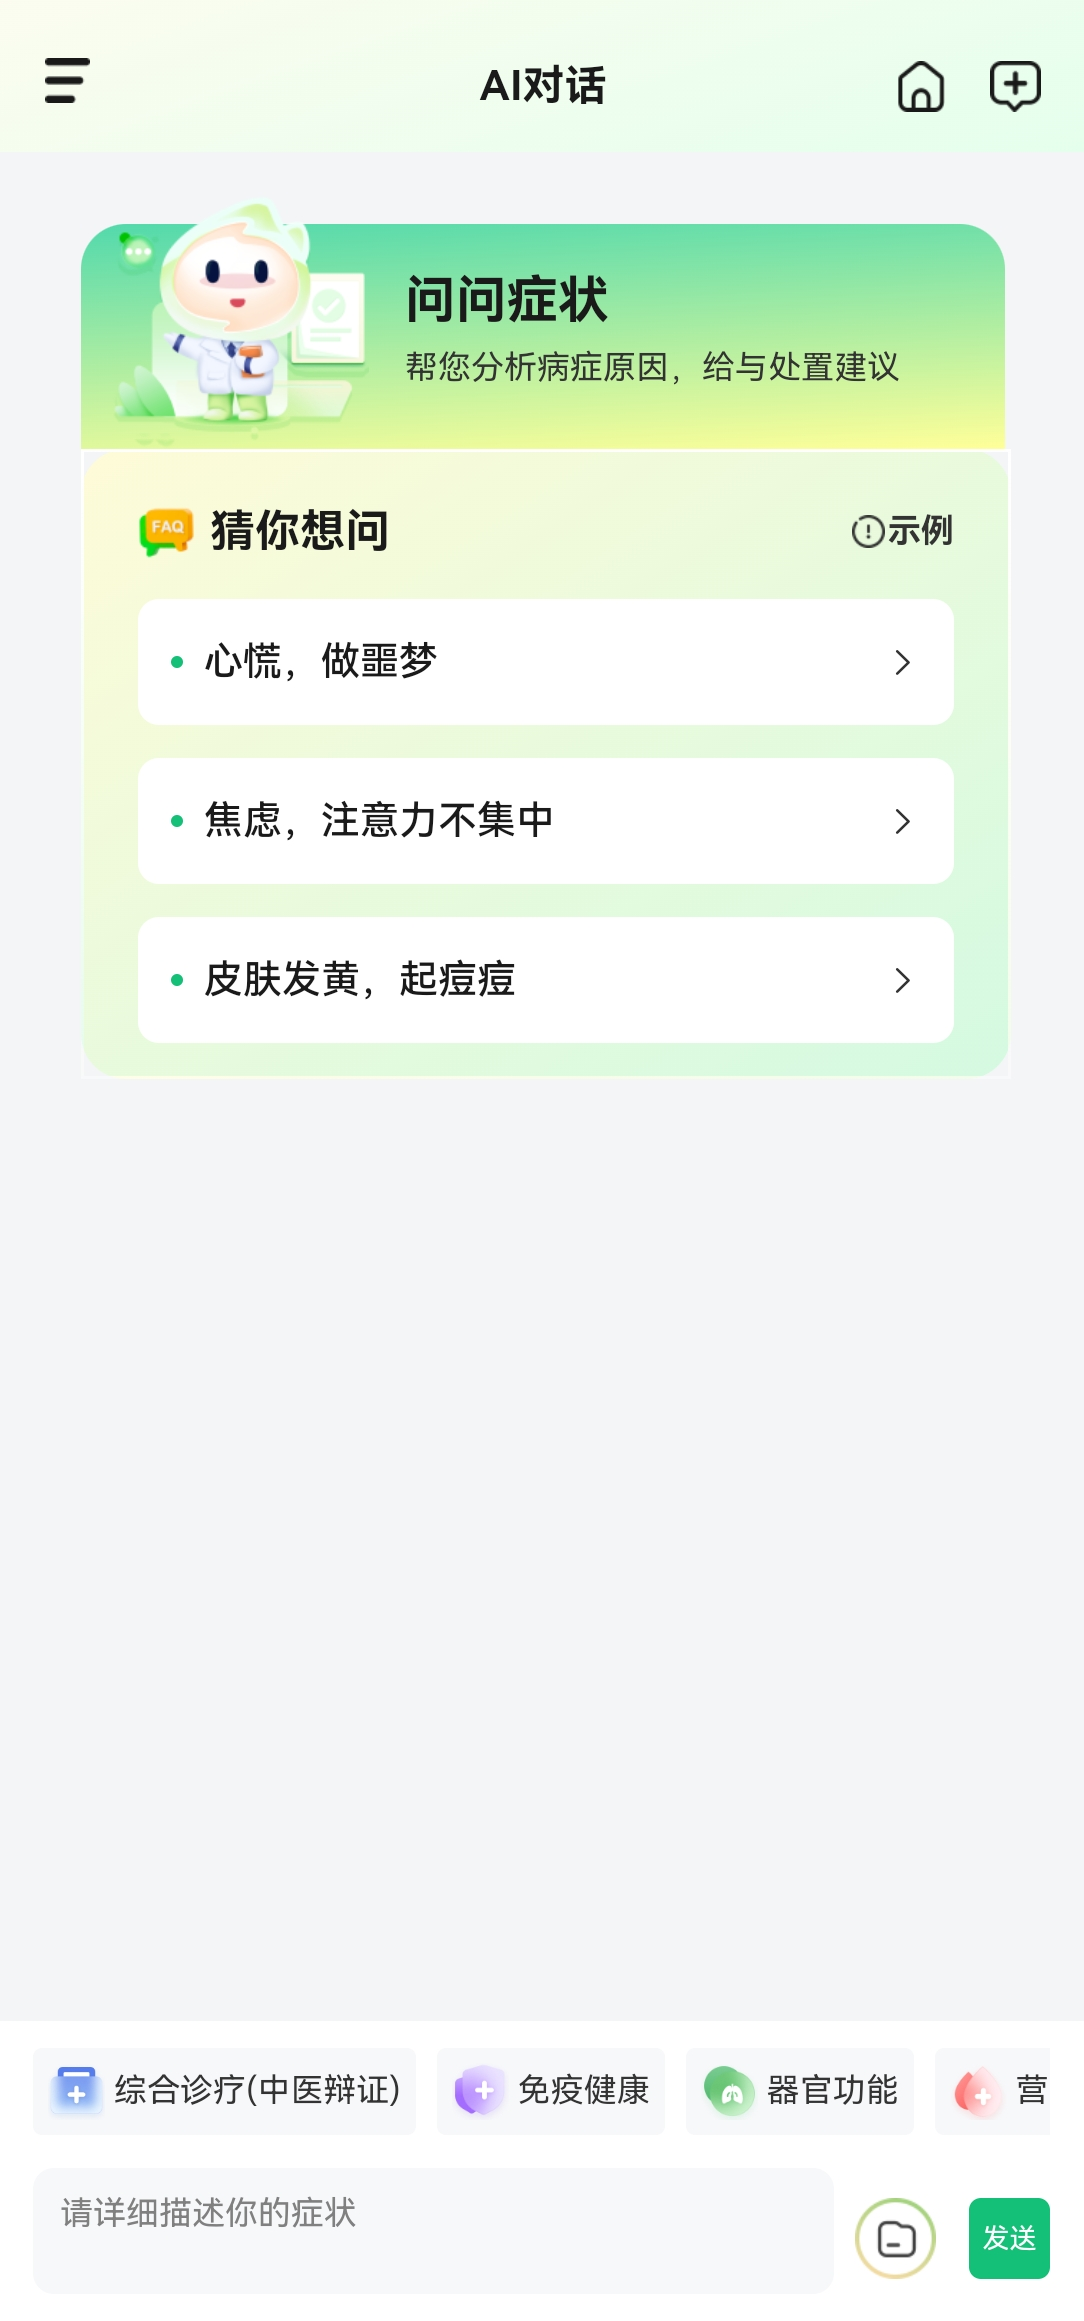 AI对话
问问症状
帮您分析病症原因，给与处置建议
FAQ 猜你想问
示例
心慌，做噩梦
焦虑，注意力不集中
皮肤发黄，起痘痘
综合诊疗(中医辩证) 免疫健康 器官功能 营
请详细描述你的症状
发送